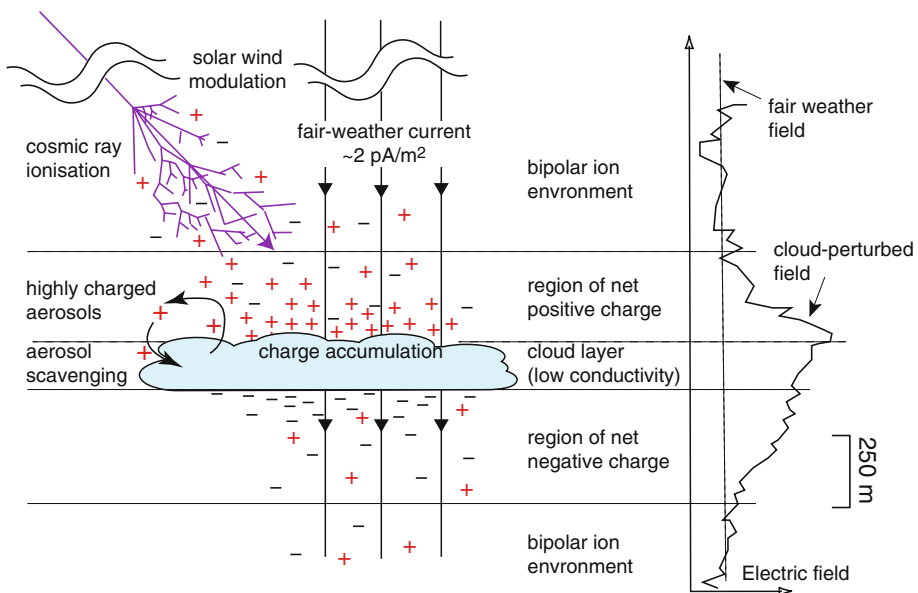 solar wind
modulation
fair weather
field
cosmic ray
ionisation
fair-weather current
~2 pA/m²
bipolar ion
environment
cloud-perturbed
field
highly charged
aerosols
region of net
positive charge
aerosol
scavenging
charge accumulation
cloud layer
(low conductivity)
region of net
negative charge
250 m
bipolar ion
environment
Electric field